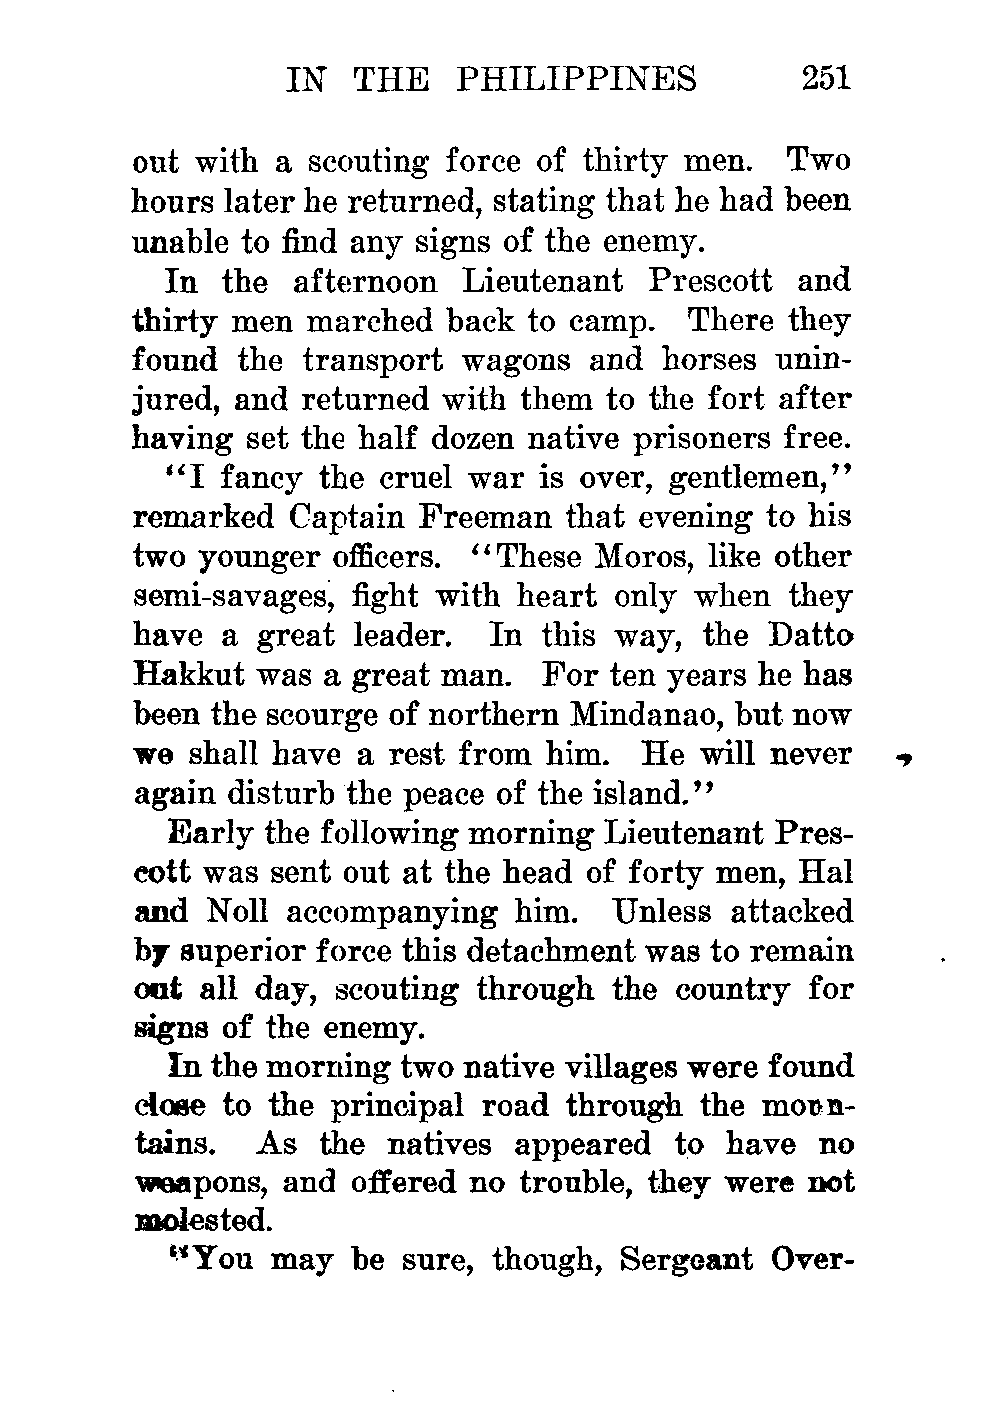 IN THE PHILIPPINES 251
out with a scouting force of thirty men. Two
hours later he returned, stating that he had been
unable to find any signs of the enemy.
In the afternoon Lieutenant Prescott and
thirty men marched back to camp. There they
found the transport wagons and horses unin-
jured, and returned with them to the fort after
having set the half dozen native prisoners free.
"I fancy the cruel war is over, gentlemen,"
remarked Captain Freeman that evening to his
two younger officers. "These Moros, like other
semi-savages, fight with heart only when they
have a great leader. In this way, the Datto
Hakkut was a great man. For ten years he has
been the scourge of northern Mindanao, but now
we shall have a rest from him. He will never
again disturb the peace of the island."
Early the following morning Lieutenant Pres-
cott was sent out at the head of forty men, Hal
and Noll accompanying him. Unless attacked
by superior force this detachment was to remain
out all day, scouting through the country for
signs of the enemy.
In the morning two native villages were found
close to the principal road through the moun-
tains. As the natives appeared to have no
weapons, and offered no trouble, they were not
molested.
"You may be sure, though, Sergeant Over-